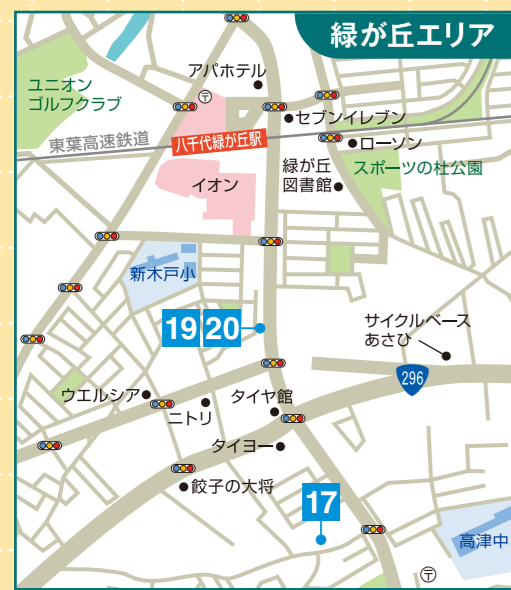 緑が丘エリア
アパホテル
ユニオン
ゴルフクラブ
〒
セブンイレブン
東葉高速鉄道
八千代緑が丘駅
ローソン
イオン
緑が丘
図書館
スポーツの杜公園
新木戸小
19 20
サイクルベース
あさひ
296
ウエルシア
ニトリ
タイヤ館
タイヨー
餃子の大将
17
高津中
〒